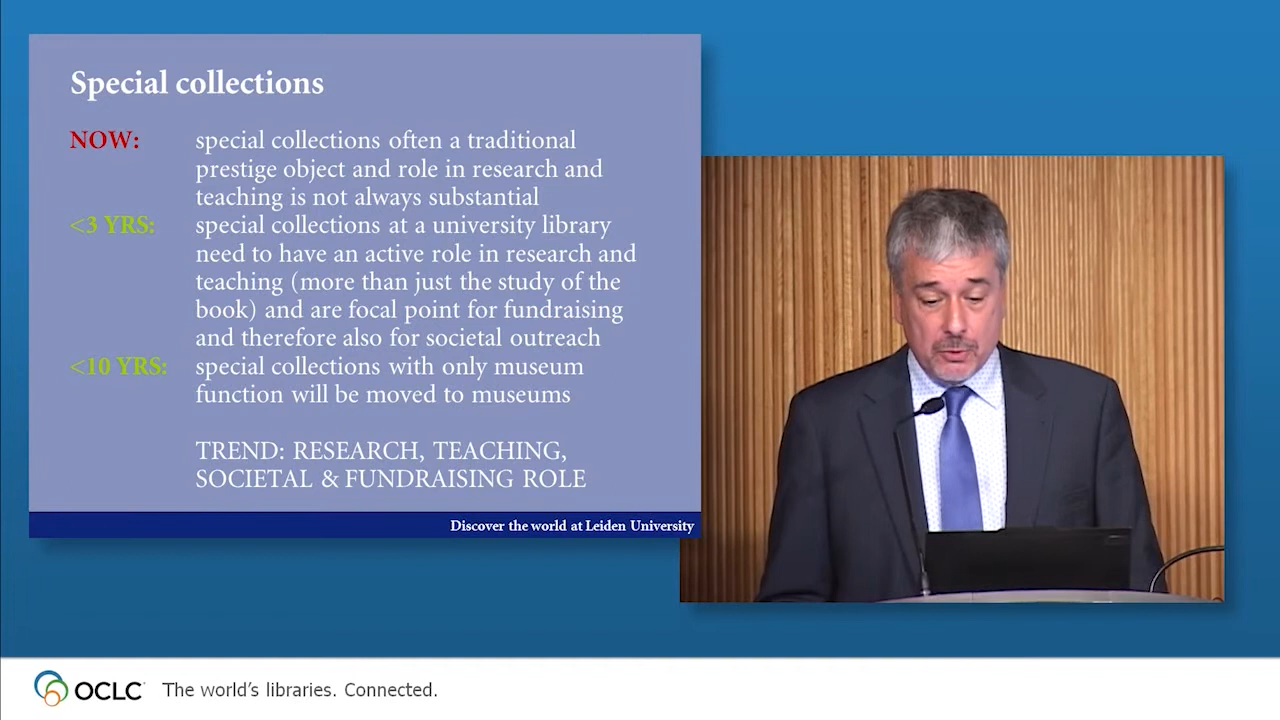 Special collections
NOW: special collections often a traditional
prestige object and role in research and
teaching is not always substantial
<3 YRS: special collections at a university library
need to have an active role in research and
teaching (more than just the study of the
book) and are focal point for fundraising
and therefore also for societal outreach
<10 YRS: special collections with only museum
function will be moved to museums
TREND: RESEARCH, TEACHING,
SOCIETAL & FUNDRAISING ROLE
Discover the world at Leiden University
OCLC The world's libraries. Connected.